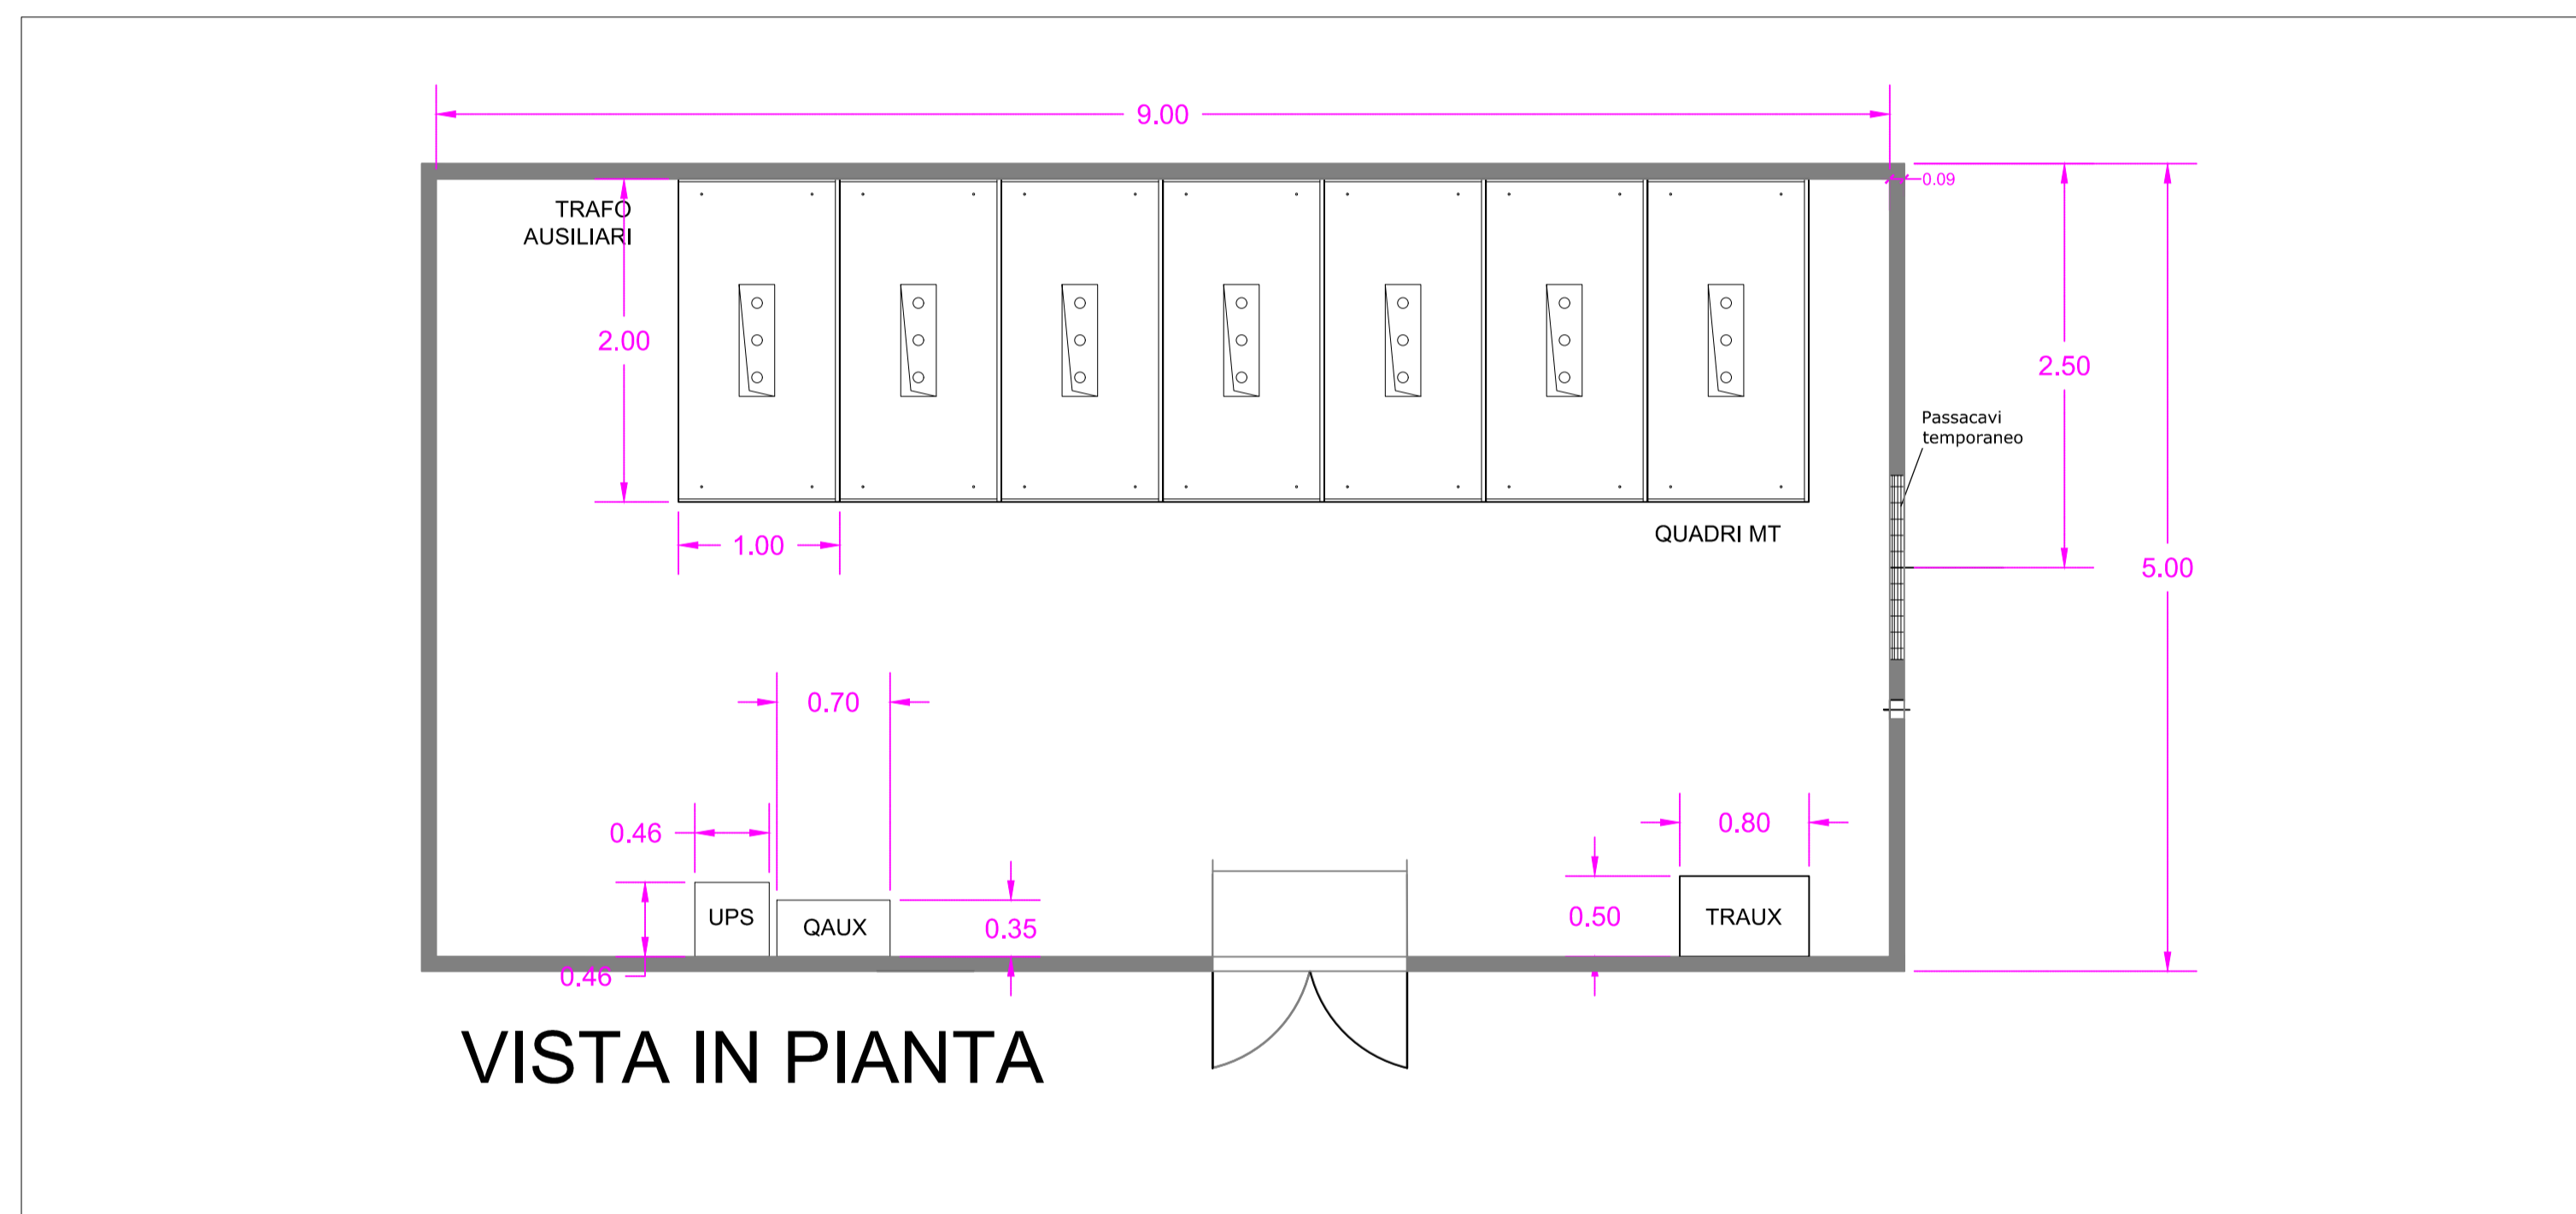 9.00
0.09
TRAFO
AUSILIARI
2.00
2.50
Passacavi
temporaneo
QUADRI MT
1.00
5.00
0.70
0.46
0.80
UPS
QAUX
0.35
0.50
TRAUX
0.46
VISTA IN PIANTA